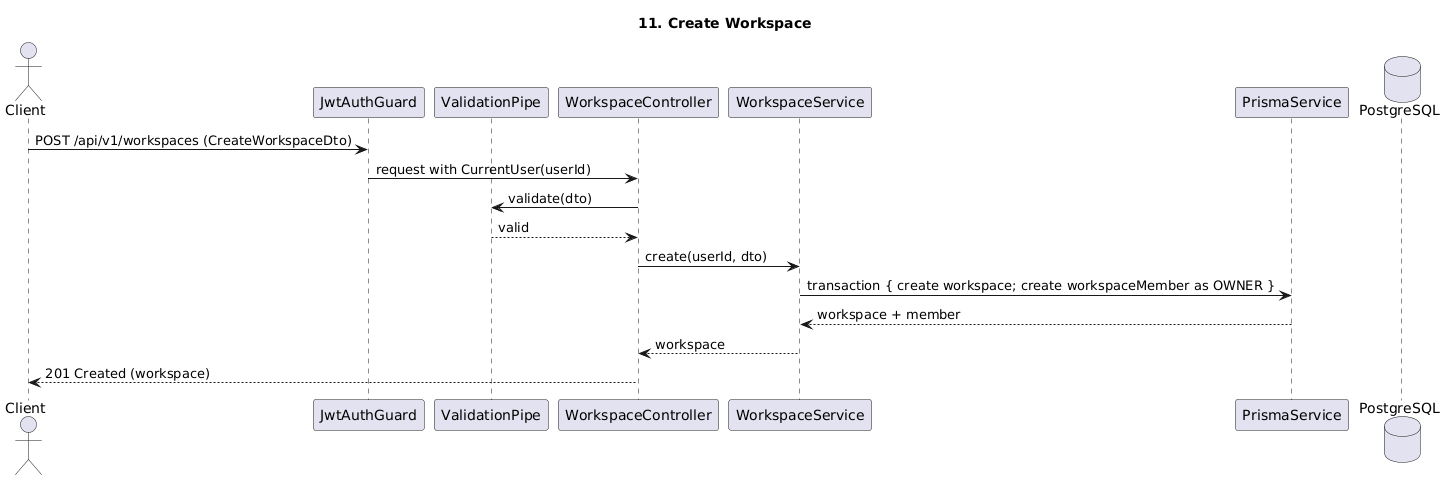 11. Create Workspace
Client
JwtAuthGuard
ValidationPipe
WorkspaceController
WorkspaceService
PrismaService
PostgreSQL
POST /api/v1/workspaces (CreateWorkspaceDto)
request with CurrentUser(userId)
validate(dto)
valid
create(userId, dto)
transaction { create workspace; create workspaceMember as OWNER }
workspace + member
workspace
201 Created (workspace)
Client
JwtAuthGuard
ValidationPipe
WorkspaceController
WorkspaceService
PrismaService
PostgreSQL